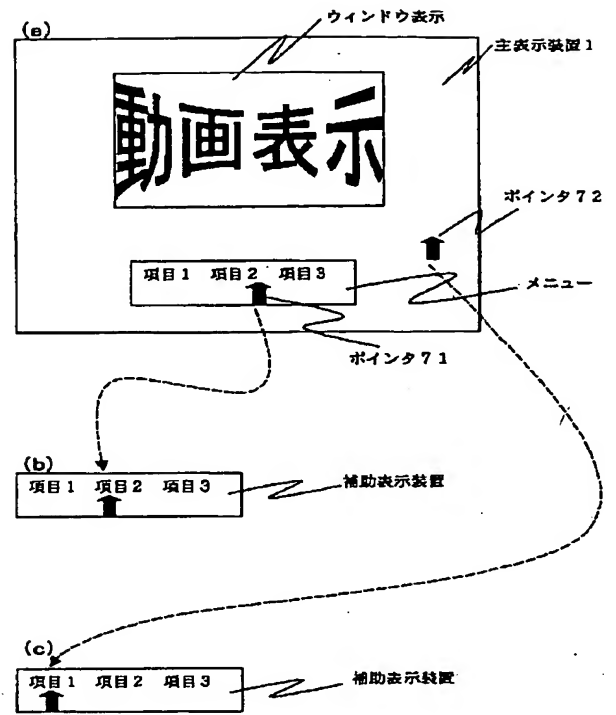 (a)
ウィンドウ表示
主表示装置1
動画表示
ポインタ72
項目1 項目2 項目3
メニュー
ポインタ71
(b)
項目1 項目2 項目3
補助表示装置
(c)
項目1 項目2 項目3
補助表示装置